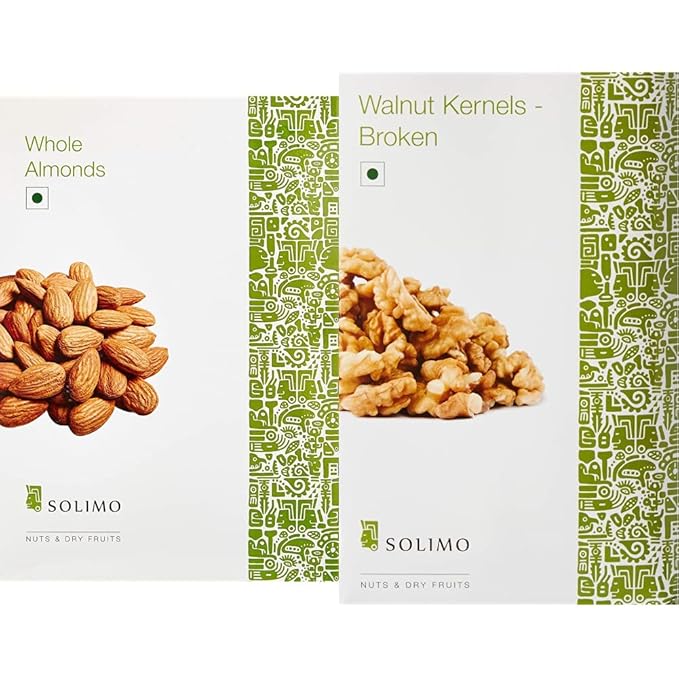 Whole
Almonds
SOLIMO
NUTS & DRY FRUITS
Walnut Kernels -
Broken
SOLIMO
NUTS & DRY FRUITS